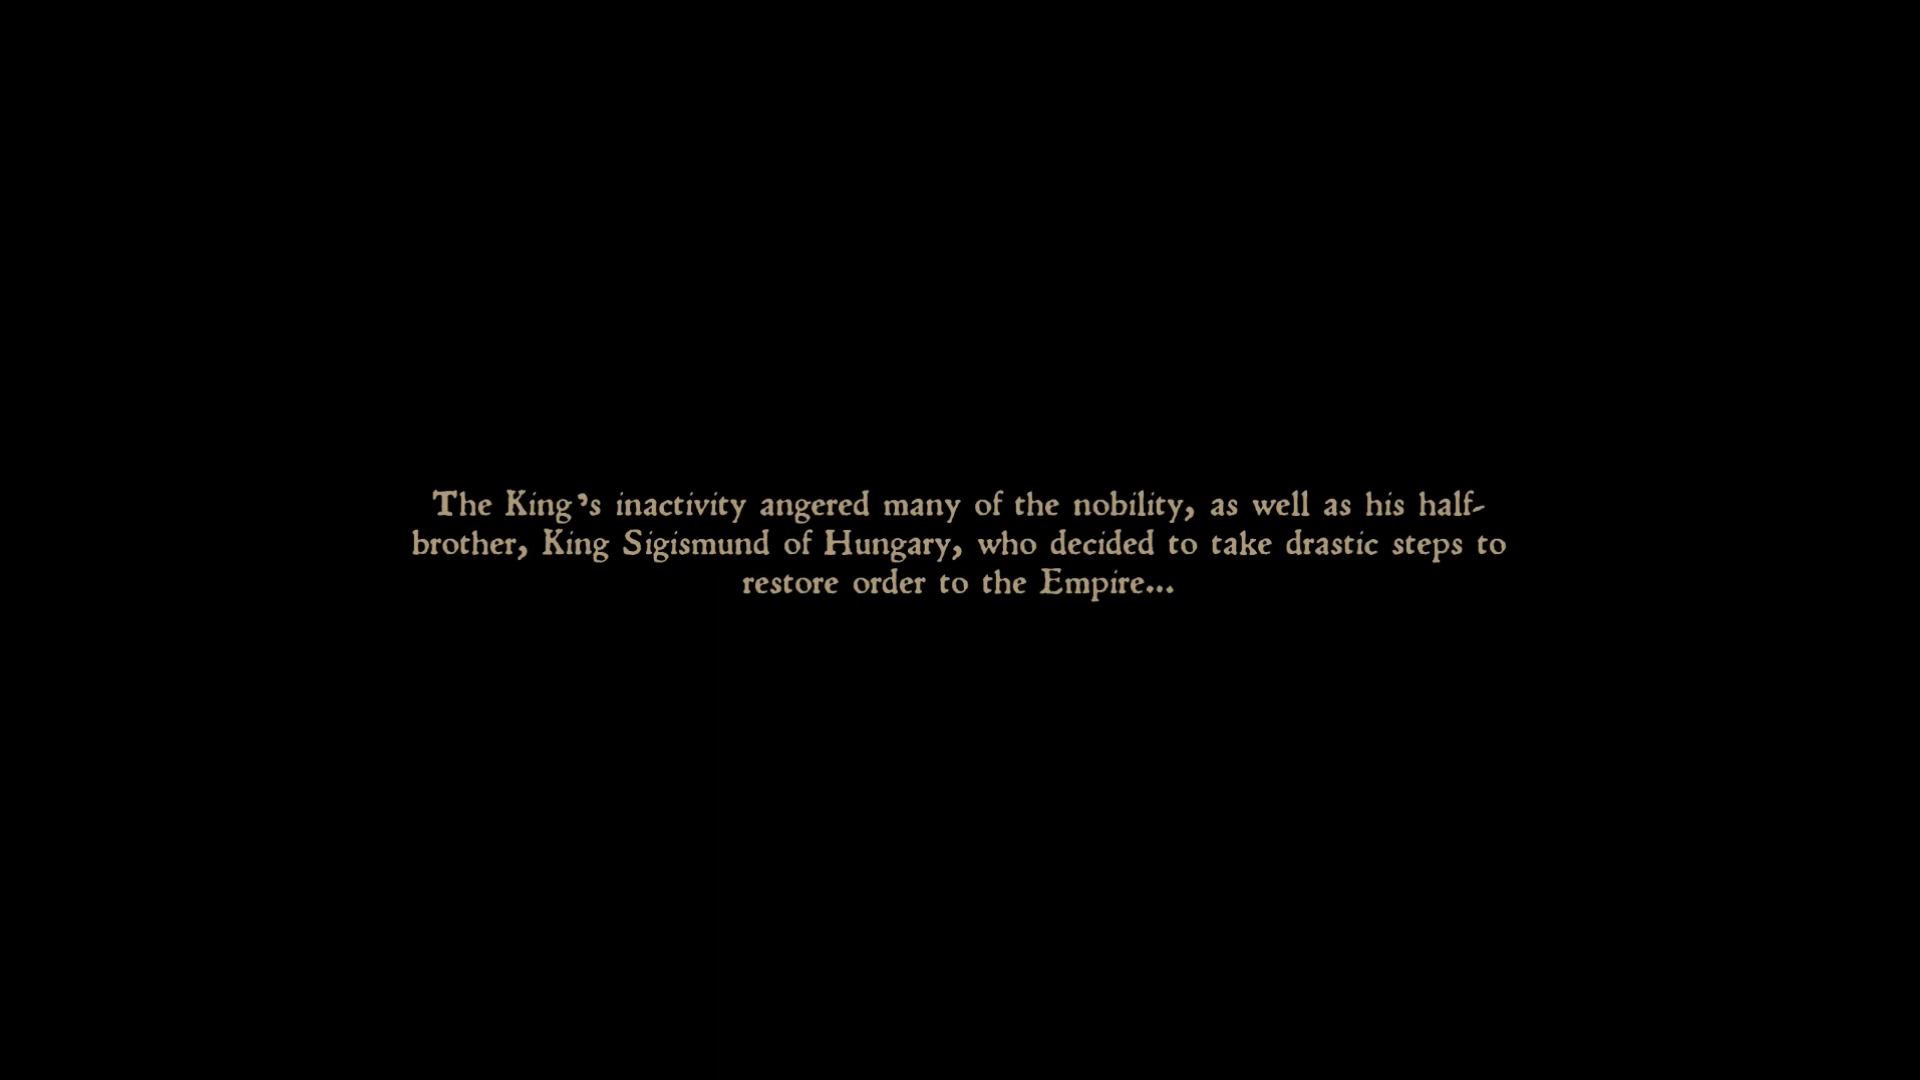 The King's inactivity angered many of the nobility, as well as his half-
brother, King Sigismund of Hungary, who decided to take drastic steps to
restore order to the Empire...